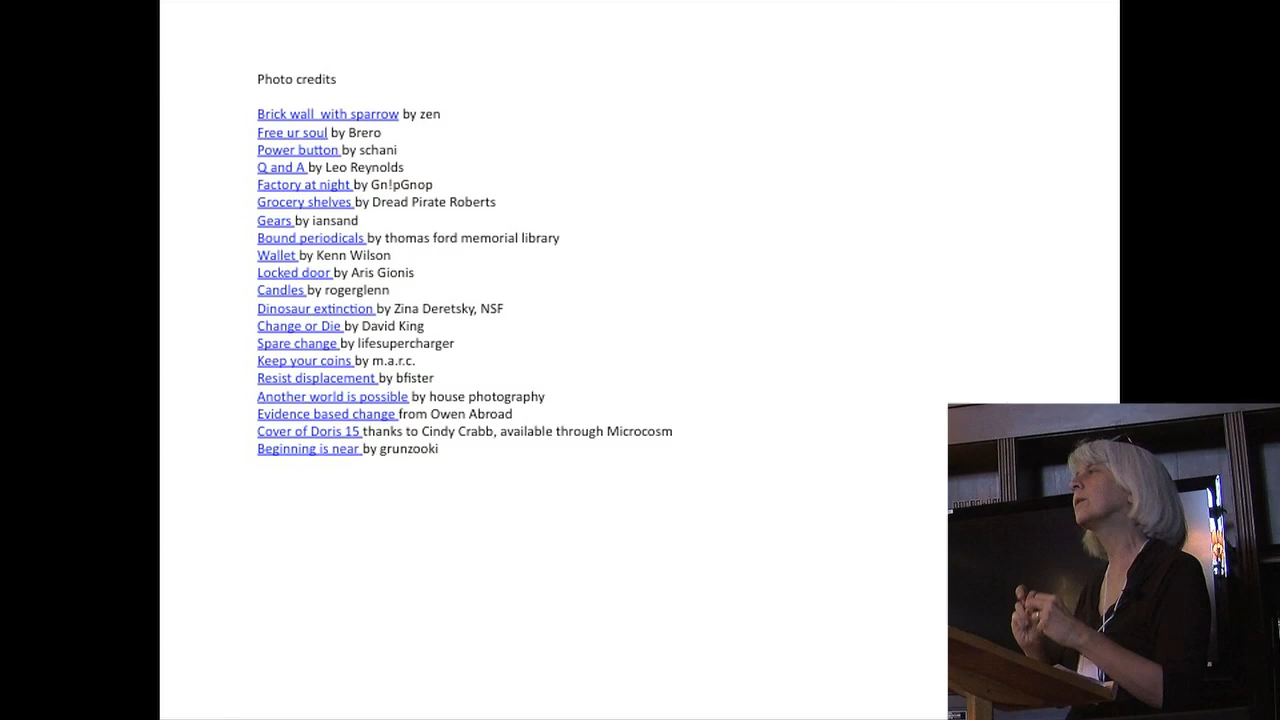 Photo credits
Brick wall  with sparrow by zen
Free ur soul by Brero
Power button by schani
Q and A by Leo Reynolds
Factory at night by Gn!pGnop
Grocery shelves by Dread Pirate Roberts
Gears by iansand
Bound periodicals by thomas ford memorial library
Wallet by Kenn Wilson
Locked door by Aris Gionis
Candles by rogerglenn
Dinosaur extinction by Zina Deretsky, NSF
Change or Die by David King
Spare change by lifesupercharger
Keep your coins by m.a.r.c.
Resist displacement by bfister
Another world is possible by house photography
Evidence based change from Owen Abroad
Cover of Doris 15 thanks to Cindy Crabb, available through Microcosm
Beginning is near by grunzooki